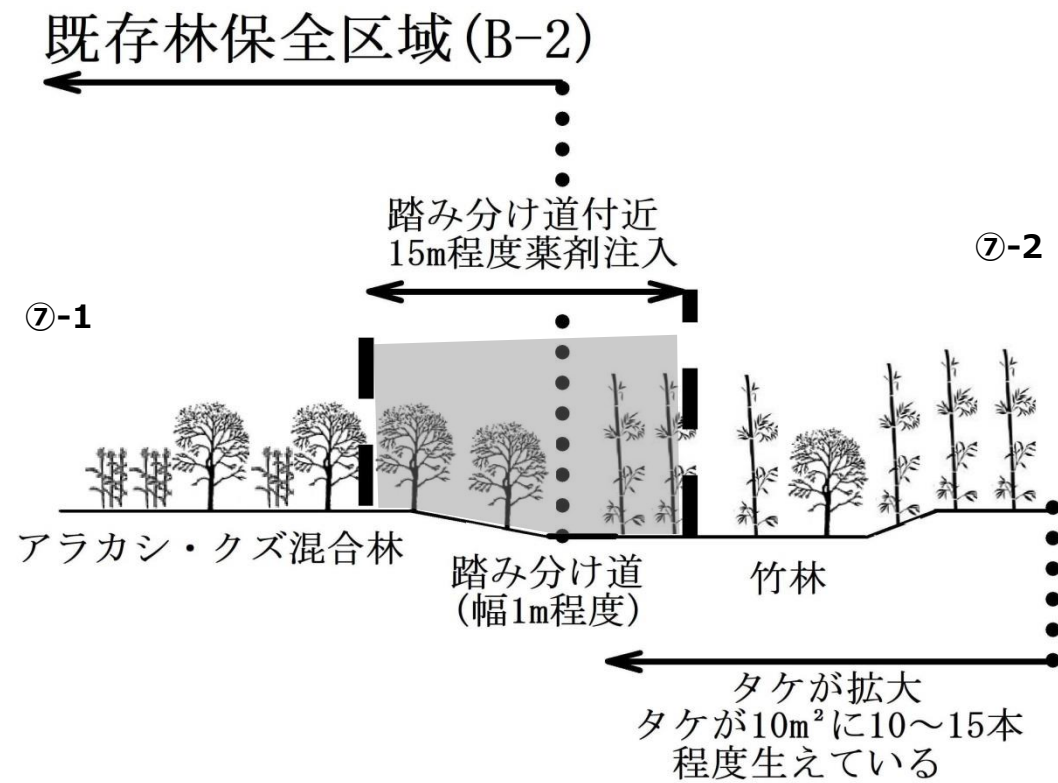 既存林保全区域(B-2)
踏み分け道付近
15m程度薬剤注入
⑦-2
⑦-1
アラカシ・クズ混合林
踏み分け道
(幅1m程度)
竹林
タケが拡大
タケが10m²に10～15本
程度生えている